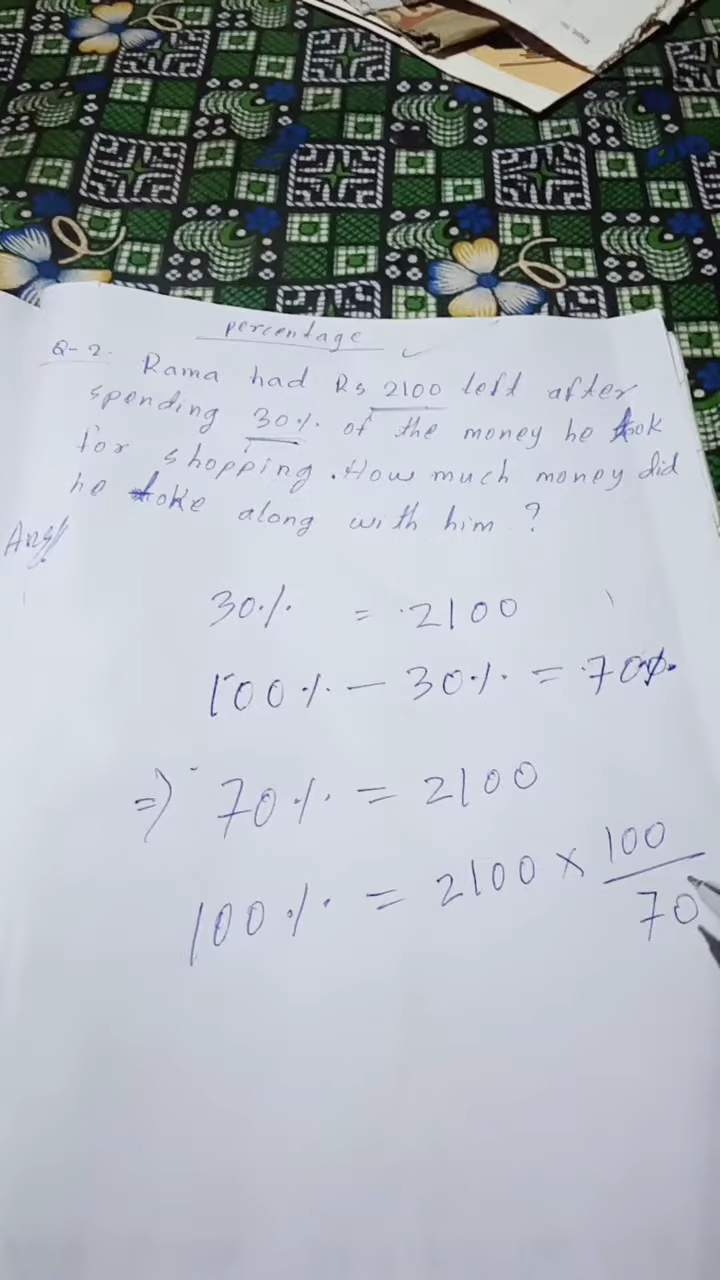 percentage
Q-2. Rama had Rs 2100 left after
spending 30% of the money he took
for shopping. How much money did
he toke along with him ?
Ans
30% = 2100
100% - 30% = 70%
=> 70% = 2100
100% = 2100 × 100/70